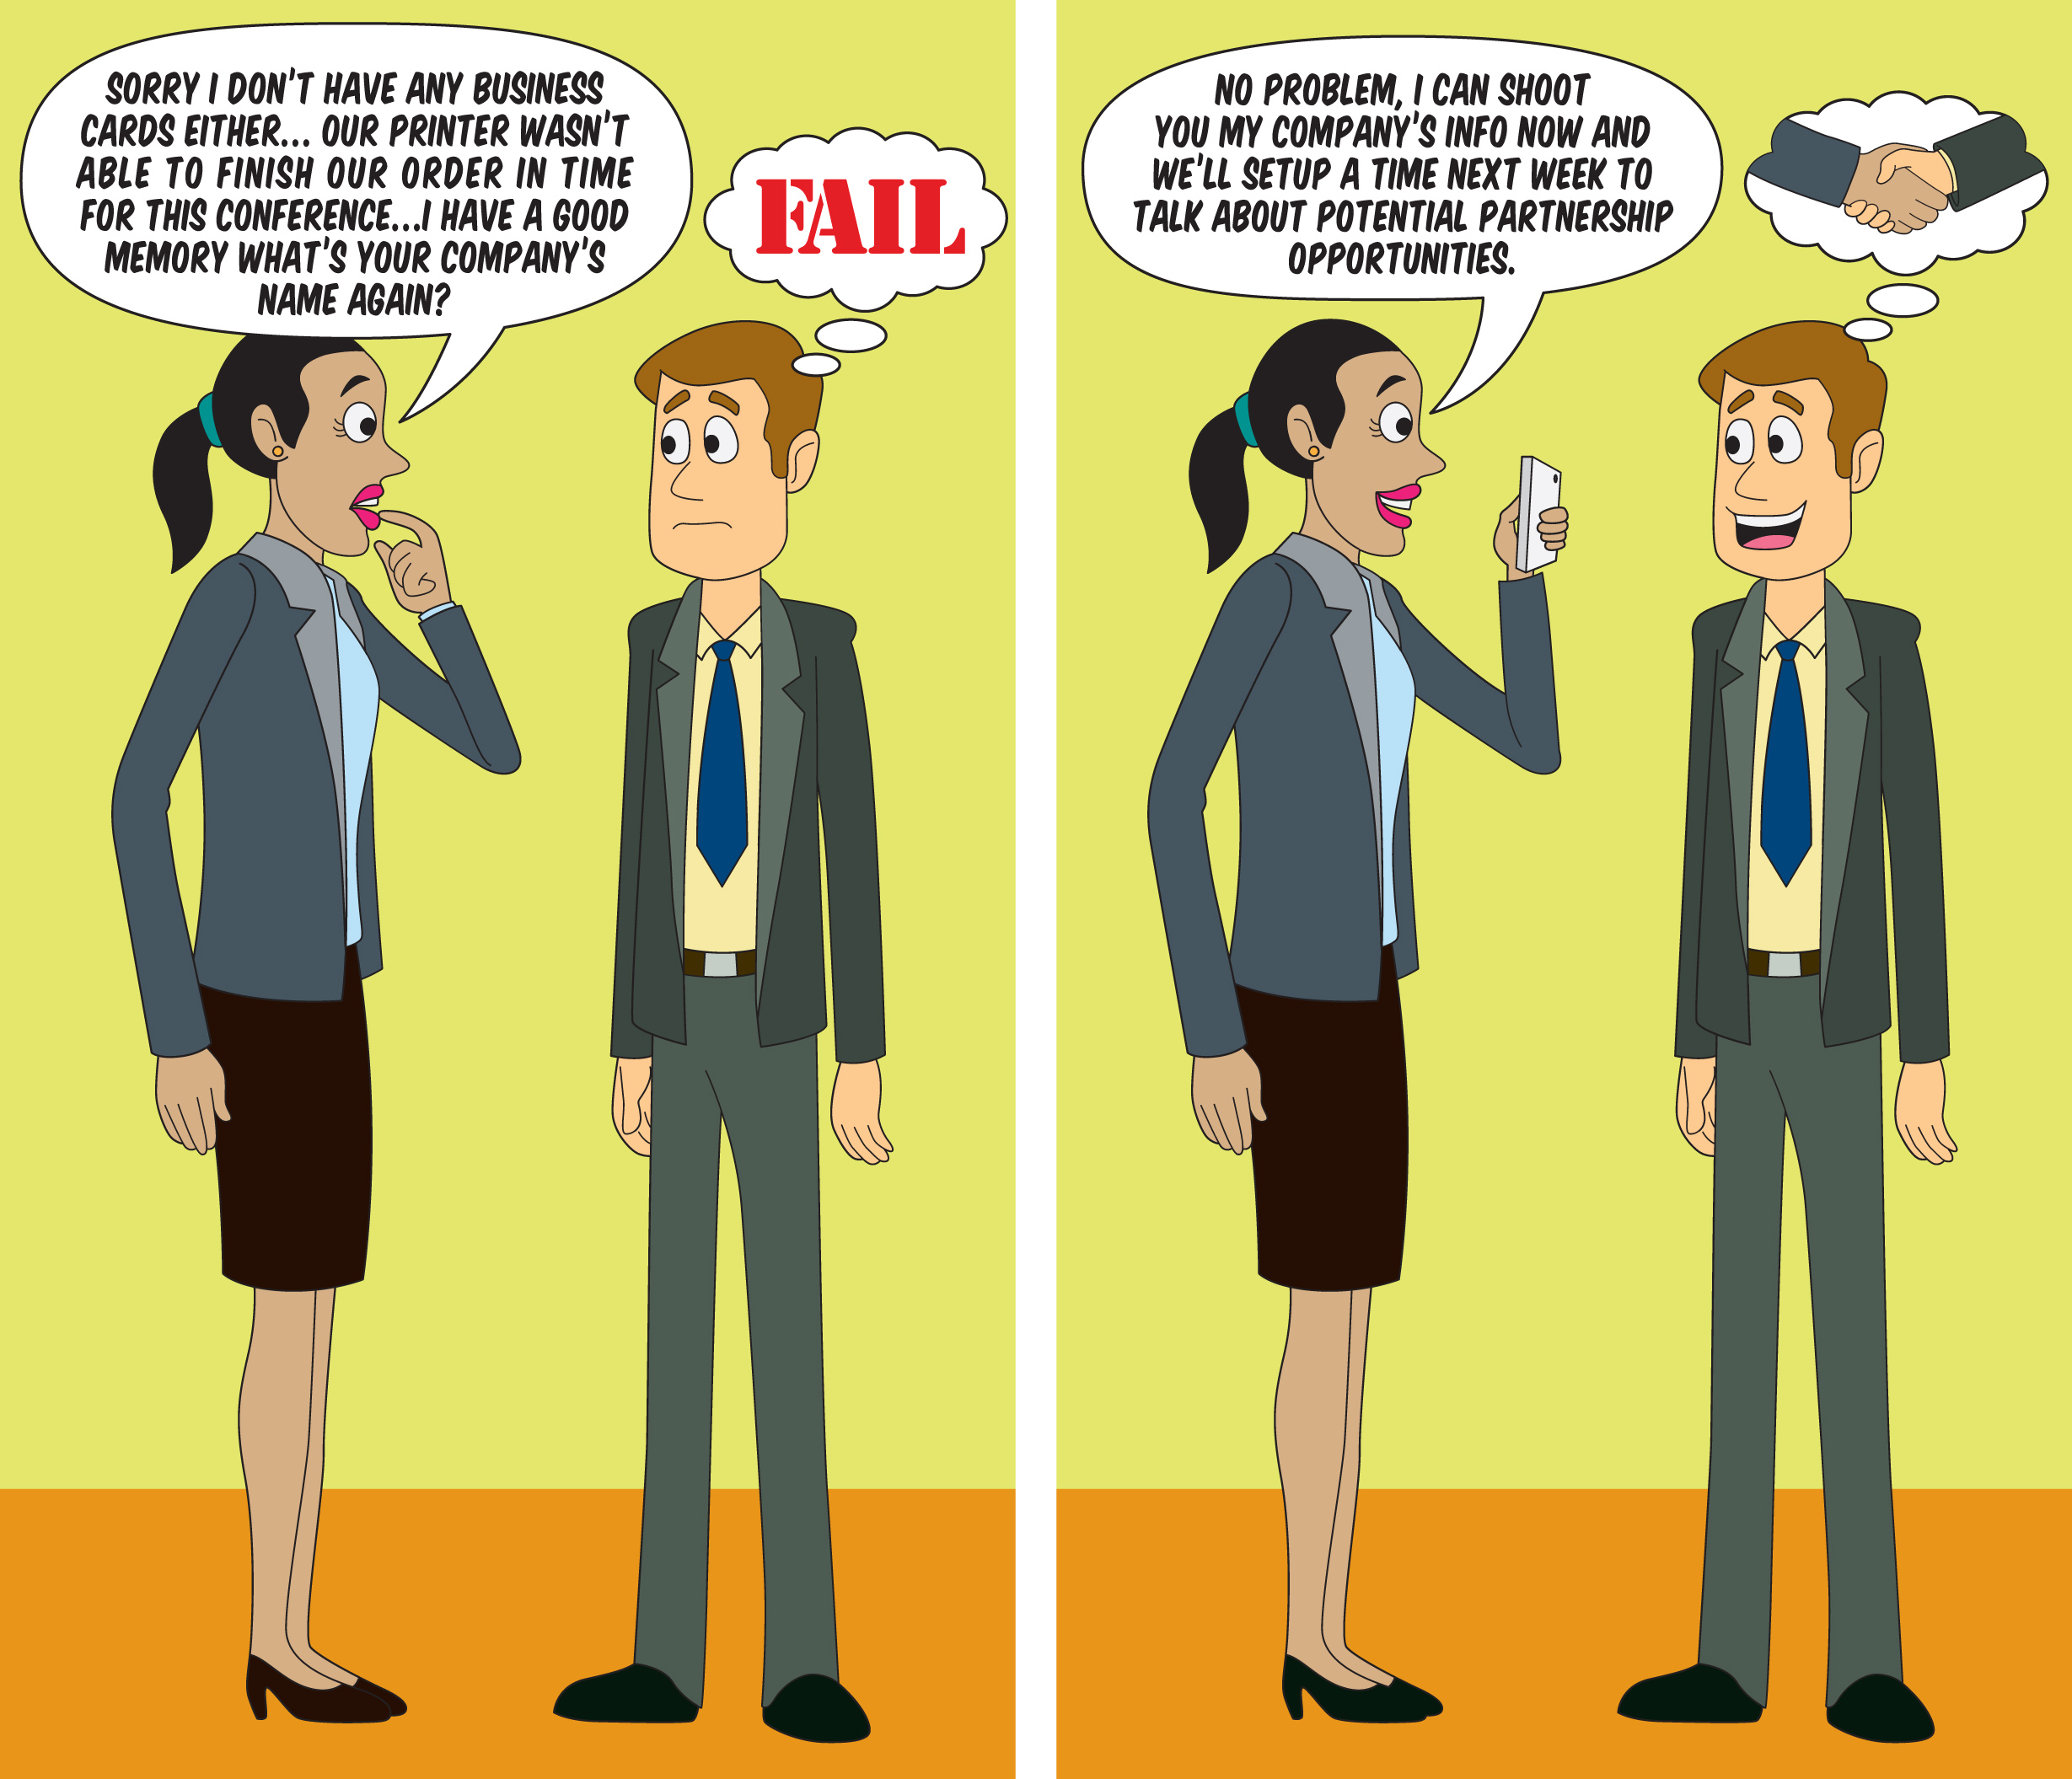 SORRY I DON'T HAVE ANY BUSINESS
CARDS EITHER... OUR PRINTER WASN'T
ABLE TO FINISH OUR ORDER IN TIME
FOR THIS CONFERENCE...I HAVE A GOOD
MEMORY WHAT'S YOUR COMPANY'S
NAME AGAIN?
FAIL
NO PROBLEM, I CAN SHOOT
YOU MY COMPANY'S INFO NOW AND
WE'LL SETUP A TIME NEXT WEEK TO
TALK ABOUT POTENTIAL PARTNERSHIP
OPPORTUNITIES.